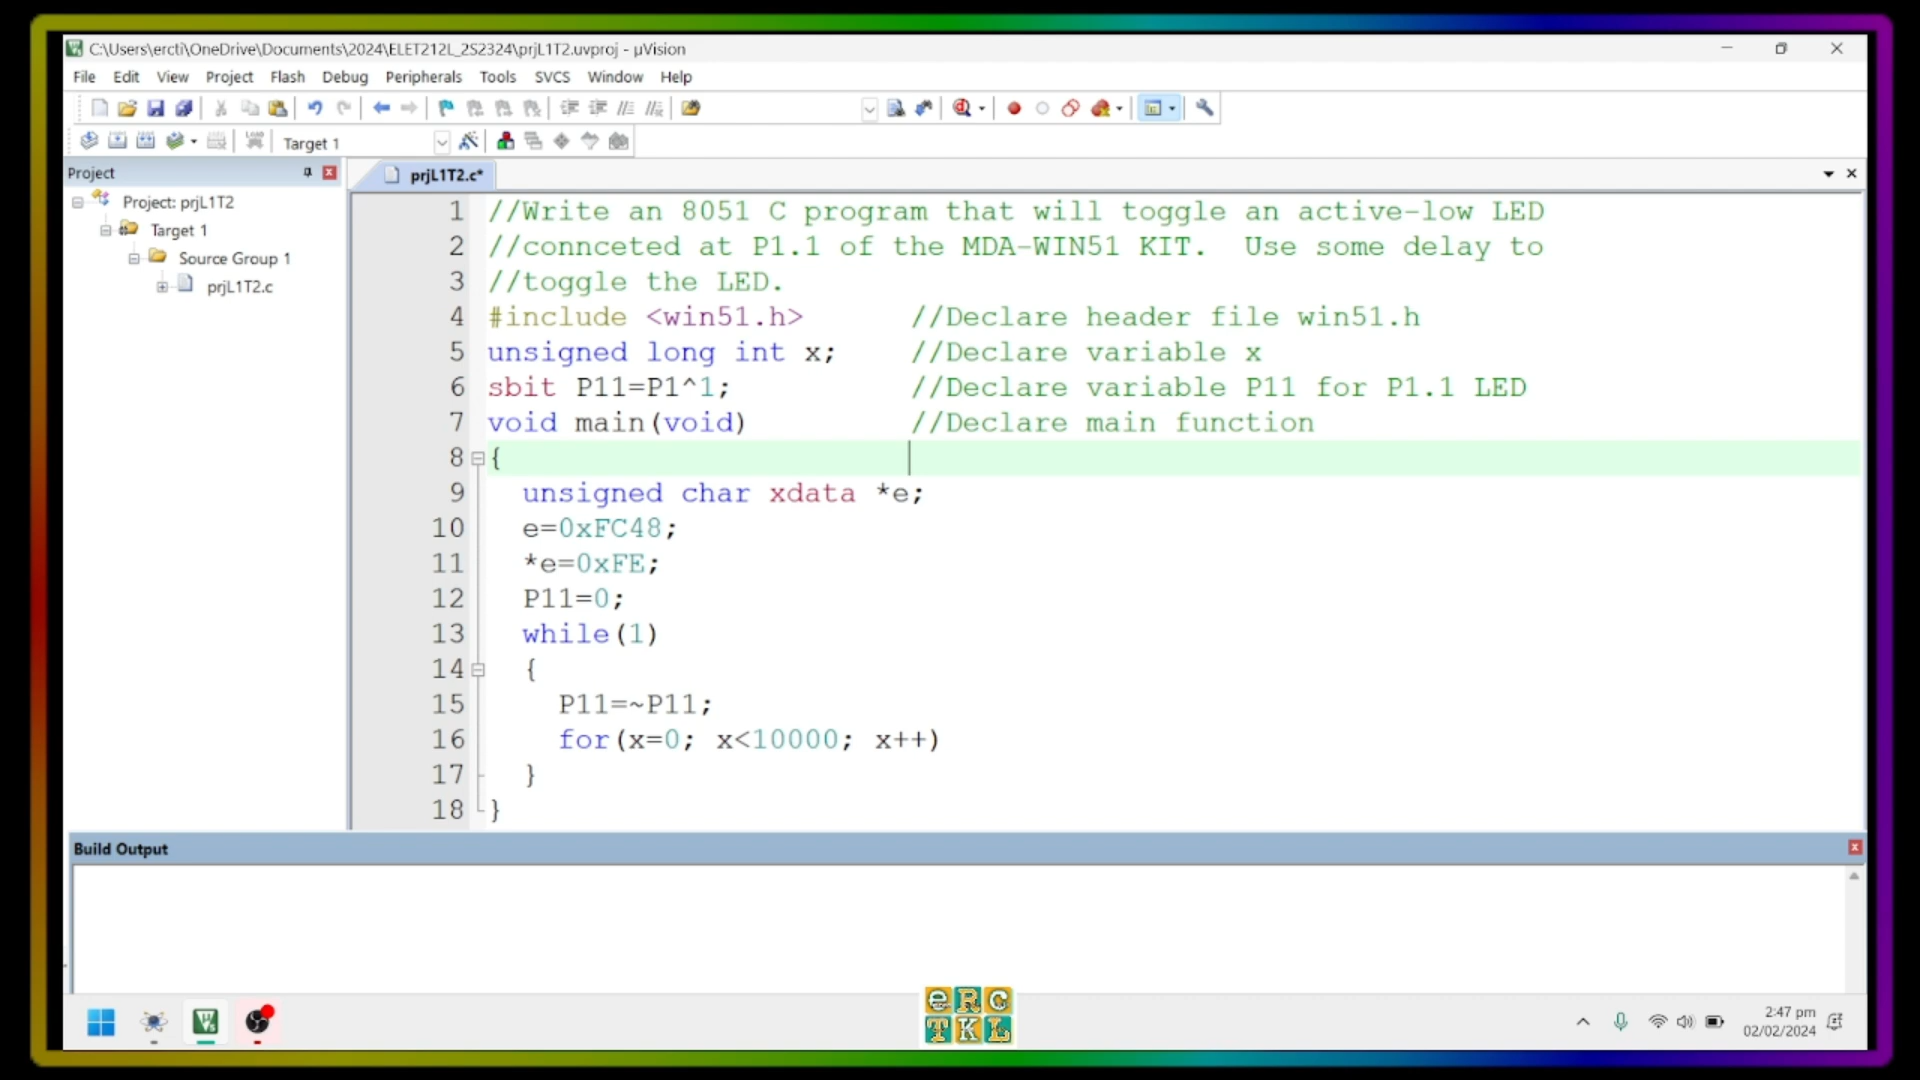 C:\Users\ercti\OneDrive\Documents\2024\ELET212L_2S2324\prjL1T2.uvproj - µVision
File Edit View Project Flash Debug Peripherals Tools SVCS Window Help
Target 1
Project
prjL1T2.c*
Project: prjL1T2
Target 1
Source Group 1
prjL1T2.c
1 //Write an 8051 C program that will toggle an active-low LED
2 //connceted at P1.1 of the MDA-WIN51 KIT. Use some delay to
3 //toggle the LED.
4 #include <win51.h> //Declare header file win51.h
5 unsigned long int x; //Declare variable x
6 sbit P11=P1^1; //Declare variable P11 for P1.1 LED
7 void main(void) //Declare main function
8 {
9 unsigned char xdata *e;
10 e=0xFC48;
11 *e=0xFE;
12 P11=0;
13 while(1)
14 {
15 P11=~P11;
16 for(x=0; x<10000; x++)
17 }
18 }
Build Output
eRC
TKL
2:47 pm
02/02/2024